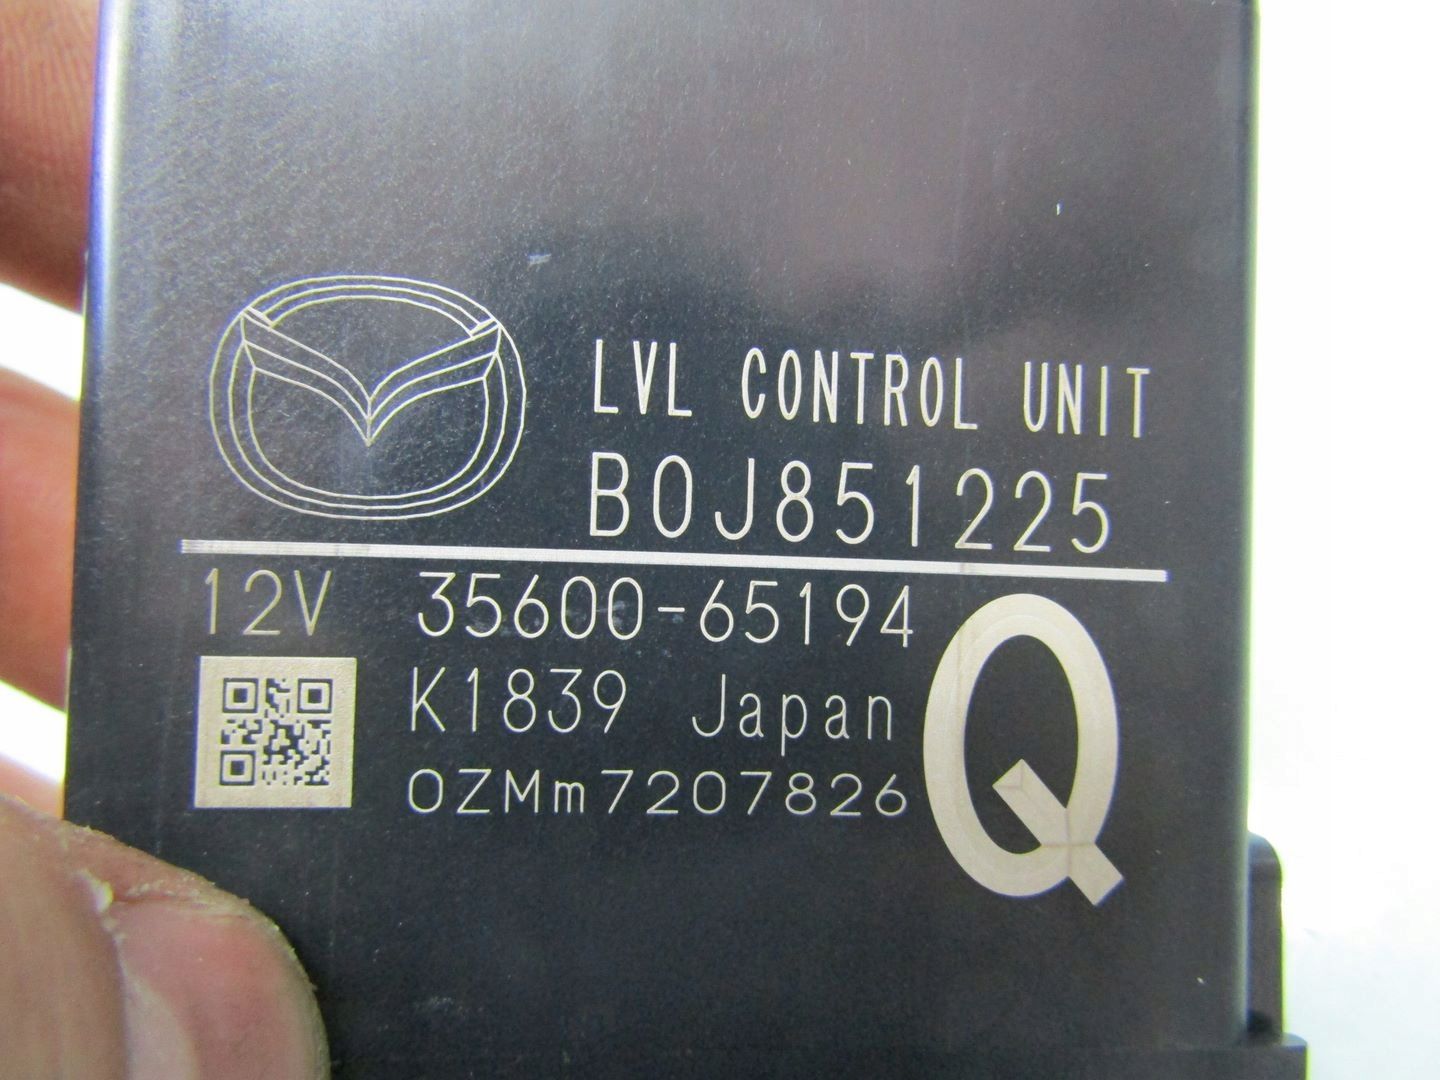 LVL CONTROL UNIT
B0J851225
12V 35600-65194
K1839 Japan
OZMm7207826
Q